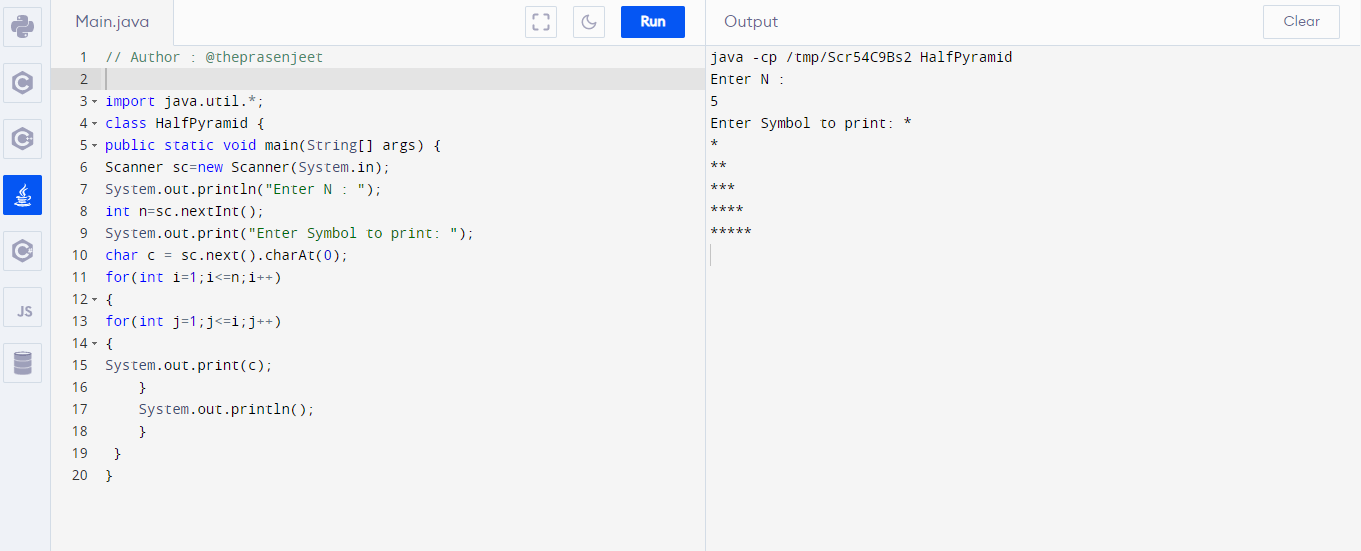 Main.java
Run
Output
Clear
1 // Author : @theprasenjeet
2
3 import java.util.*;
4 class HalfPyramid {
5 public static void main(String[] args) {
6 Scanner sc=new Scanner(System.in);
7 System.out.println("Enter N : ");
8 int n=sc.nextInt();
9 System.out.print("Enter Symbol to print: ");
10 char c = sc.next().charAt(0);
11 for(int i=1;i<=n;i++)
12 {
13 for(int j=1;j<=i;j++)
14 {
15 System.out.print(c);
16     }
17     System.out.println();
18     }
19  }
20 }
java -cp /tmp/Scr54C9Bs2 HalfPyramid
Enter N :
5
Enter Symbol to print: *
*
**
***
****
*****
C
C++
C#
JS